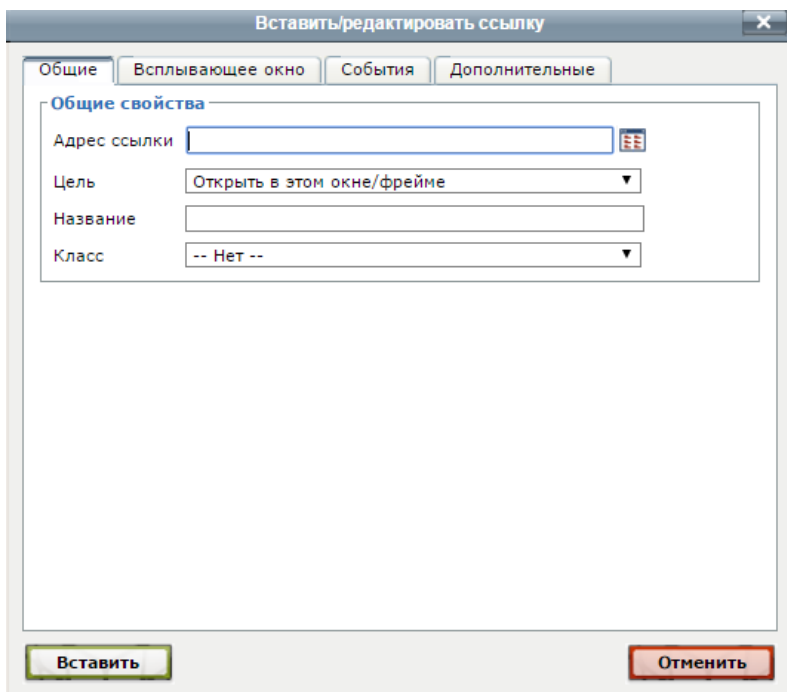 Вставить/редактировать ссылку
Общие Всплывающее окно События Дополнительные
Общие свойства
Адрес ссылки
Цель Открыть в этом окне/фрейме
Название
Класс -- Нет --
Вставить Отменить